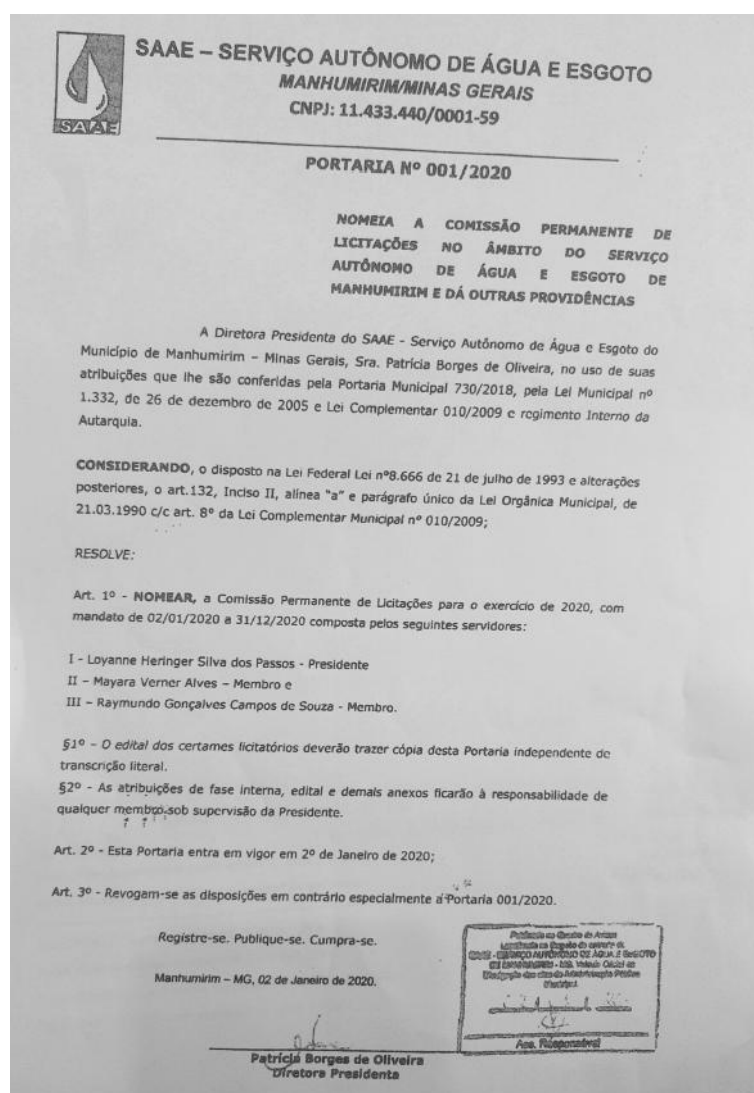 SAAE – SERVIÇO AUTÔNOMO DE ÁGUA E ESGOTO
MANHUMIRIM/MINAS GERAIS
CNPJ: 11.433.440/0001-59
SAAE
PORTARIA Nº 001/2020
NOMEIA A COMISSÃO PERMANENTE DE
LICITAÇÕES NO ÂMBITO DO SERVIÇO
AUTÔNOMO DE ÁGUA E ESGOTO DE
MANHUMIRIM E DÁ OUTRAS PROVIDÊNCIAS
A Diretora Presidenta do SAAE - Serviço Autônomo de Água e Esgoto do
Município de Manhumirim – Minas Gerais, Sra. Patrícia Borges de Oliveira, no uso de suas
atribuições que lhe são conferidas pela Portaria Municipal 730/2018, pela Lei Municipal nº
1.332, de 26 de dezembro de 2005 e Lei Complementar 010/2009 e regimento Interno da
Autarquia.
CONSIDERANDO, o disposto na Lei Federal Lei nº8.666 de 21 de julho de 1993 e alterações
posteriores, o art.132, Inciso II, alínea "a" e parágrafo único da Lei Orgânica Municipal, de
21.03.1990 c/c art. 8º da Lei Complementar Municipal nº 010/2009;
RESOLVE:
Art. 1º - NOMEAR, a Comissão Permanente de Licitações para o exercício de 2020, com
mandato de 02/01/2020 a 31/12/2020 composta pelos seguintes servidores:
I - Loyanne Heringer Silva dos Passos - Presidente
II – Mayara Verner Alves – Membro e
III – Raymundo Gonçalves Campos de Souza - Membro.
§1º – O edital dos certames licitatórios deverão trazer cópia desta Portaria independente de
transcrição literal.
§2º - As atribuições de fase interna, edital e demais anexos ficarão à responsabilidade de
qualquer membro sob supervisão da Presidente.
Art. 2º - Esta Portaria entra em vigor em 2º de Janeiro de 2020;
Art. 3º - Revogam-se as disposições em contrário especialmente a Portaria 001/2020.
Registre-se. Publique-se. Cumpra-se.
Manhumirim – MG, 02 de Janeiro de 2020.
Publicado no Quadro de Avisos
SAAE - SERVIÇO AUTÔNOMO DE ÁGUA E ESGOTO
Ass. Responsável
Patrícia Borges de Oliveira
Diretora Presidenta